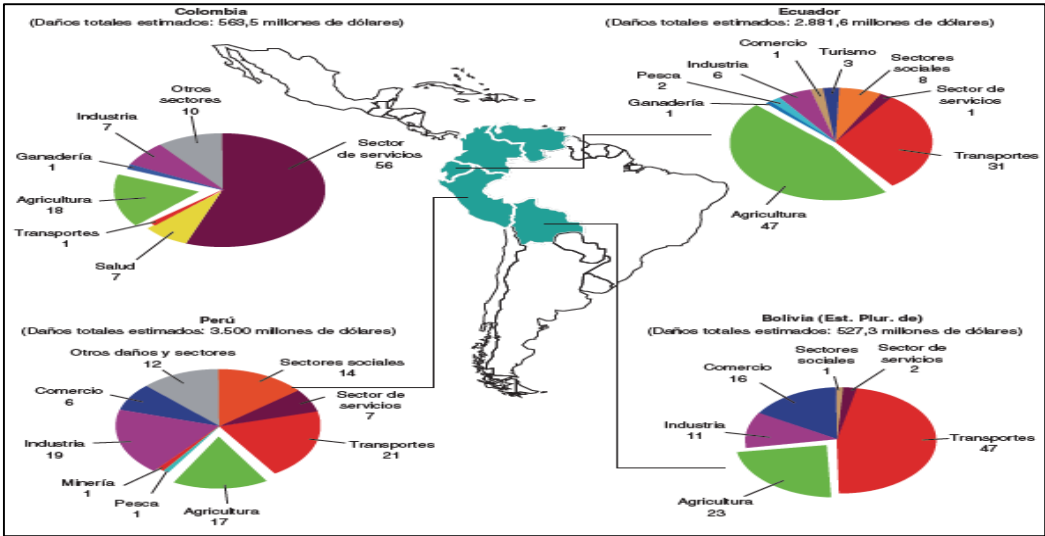 Colombia
(Daños totales estimados: 563,5 millones de dólares)
Otros
sectores
10
Industria
7
Ganadería
1
Agricultura
18
Transportes
1
Salud
7
Sector
de servicios
56
Ecuador
(Daños totales estimados: 2.881,6 millones de dólares)
Comercio
1
Turismo
3
Industria
6
Sectores
sociales
8
Pesca
2
Sector de
servicios
1
Ganadería
1
Transportes
31
Agricultura
47
Perú
(Daños totales estimados: 3.500 millones de dólares)
Otros daños y sectores
12
Sectores sociales
14
Comercio
6
Sector de
servicios
7
Industria
19
Transportes
21
Minería
1
Pesca
1
Agricultura
17
Bolivia (Est. Plur. de)
(Daños totales estimados: 527,3 millones de dólares)
Sectores
sociales
1
Sector de
servicios
2
Comercio
16
Industria
11
Transportes
47
Agricultura
23